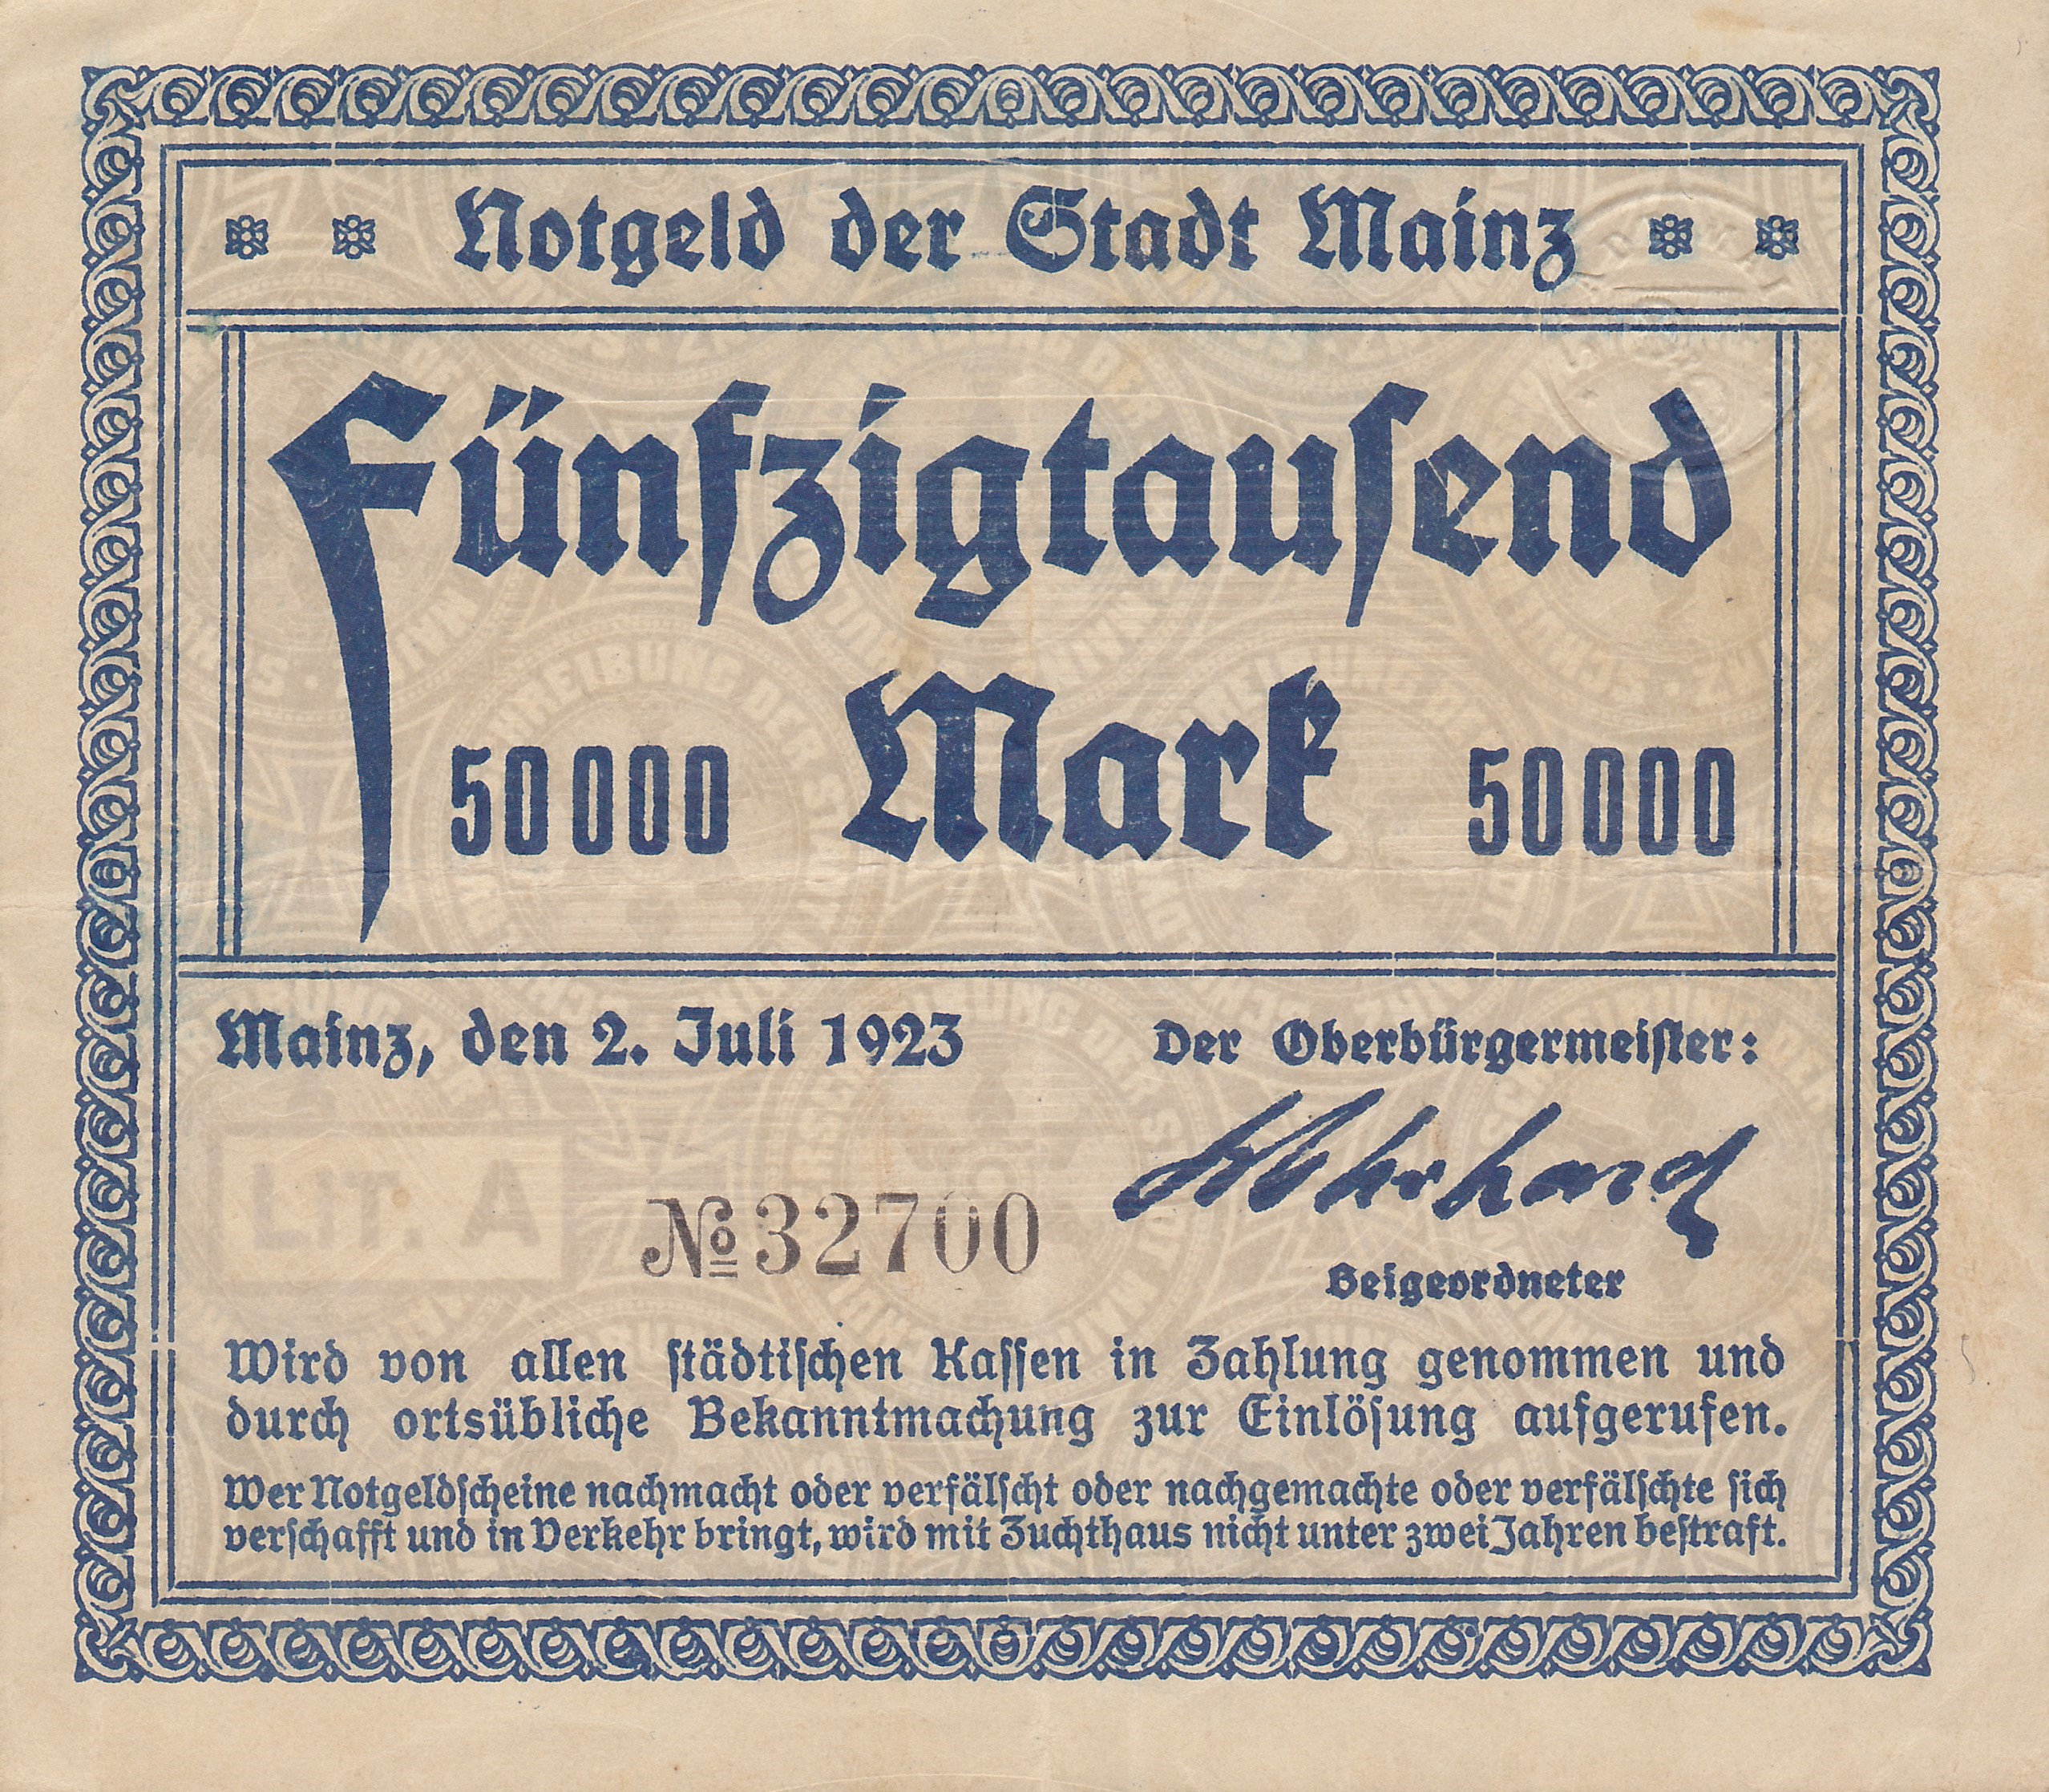 Notgeld der Stadt Mainz
Fünfzigtausend
50000 Mark 50000
Mainz, den 2. Juli 1923
Der Oberbürgermeister:
LIT. A
№ 32700
Beigeordneter
Wird von allen städtischen Kassen in Zahlung genommen und
durch ortsübliche Bekanntmachung zur Einlösung aufgerufen.
Wer Notgeldscheine nachmacht oder verfälscht oder nachgemachte oder verfälschte sich
verschafft und in Verkehr bringt, wird mit Zuchthaus nicht unter zwei Jahren bestraft.